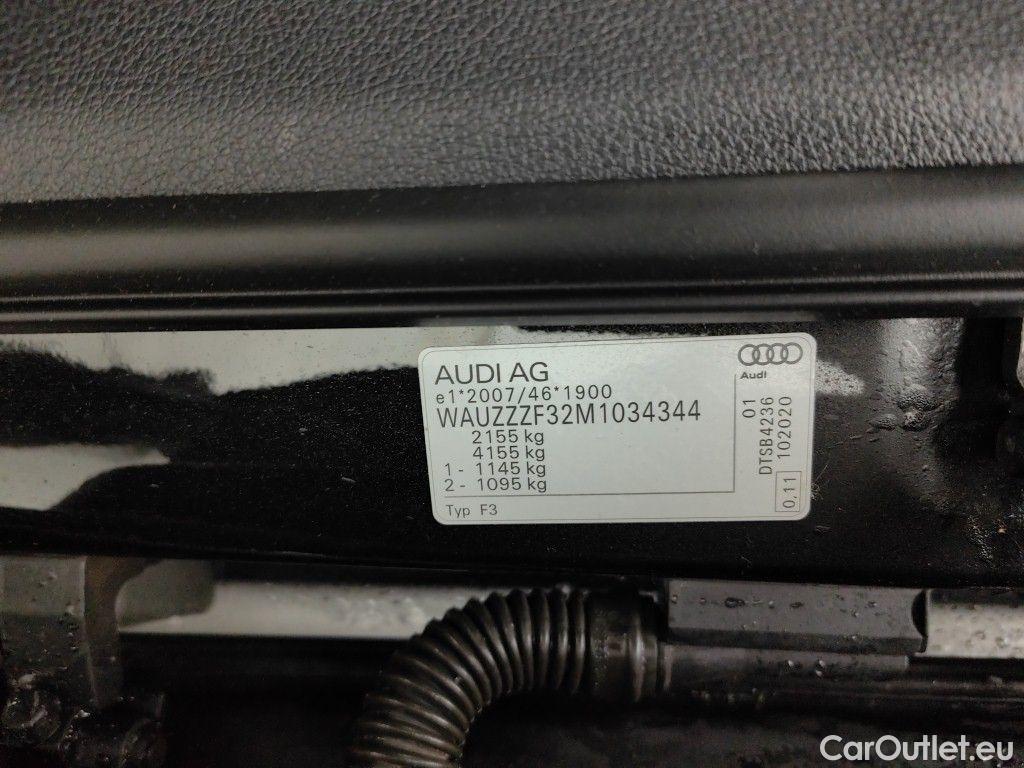 AUDI AG
e1*2007/46*1900
WAUZZZF32M1034344
2155 kg
4155 kg
1 - 1145 kg
2 - 1095 kg
Typ F3
Audi
01
DTSB4236
102020
0,11
CarOutlet.eu